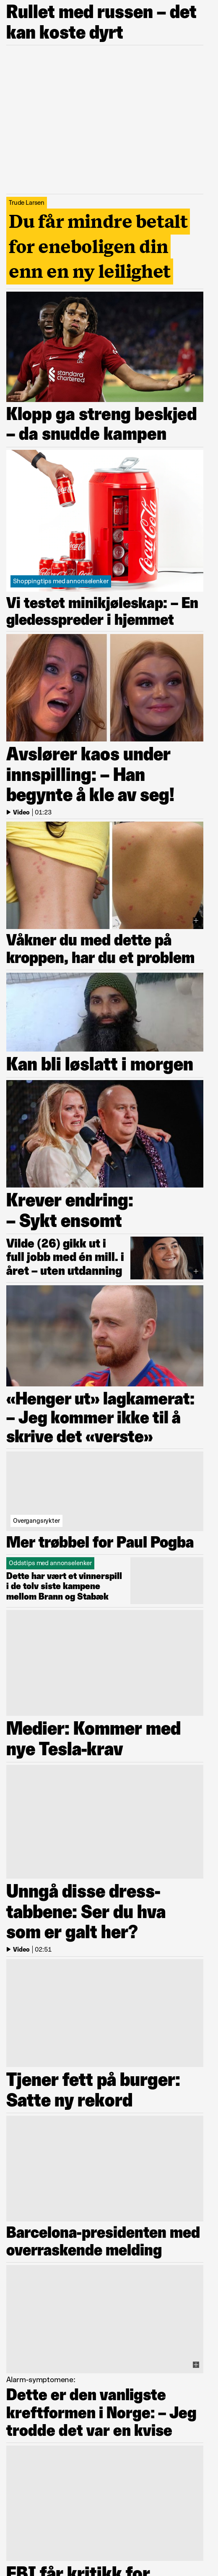 Rullet med russen – det
kan koste dyrt
Trude Larsen
Du får mindre betalt
for eneboligen din
enn en ny leilighet
standard
chartered
Klopp ga streng beskjed
– da snudde kampen
Coca-Cola
Shoppingtips med annonselenker
Vi testet minikjøleskap: – En
gledesspreder i hjemmet
Avslører kaos under
innspilling: – Han
begynte å kle av seg!
Video | 01:23
Våkner du med dette på
kroppen, har du et problem
Kan bli løslatt i morgen
Krever endring:
– Sykt ensomt
Vilde (26) gikk ut i
full jobb med én mill. i
året – uten utdanning
«Henger ut» lagkamerat:
– Jeg kommer ikke til å
skrive det «verste»
Overgangsrykter
Mer trøbbel for Paul Pogba
Oddstips med annonselenker
Dette har vært et vinnerspill
i de tolv siste kampene
mellom Brann og Stabæk
Medier: Kommer med
nye Tesla-krav
Unngå disse dress-
tabbene: Ser du hva
som er galt her?
Video | 02:51
Tjener fett på burger:
Satte ny rekord
Barcelona-presidenten med
overraskende melding
Alarm-symptomene:
Dette er den vanligste
kreftformen i Norge: – Jeg
trodde det var en kvise
FBI får kritikk for